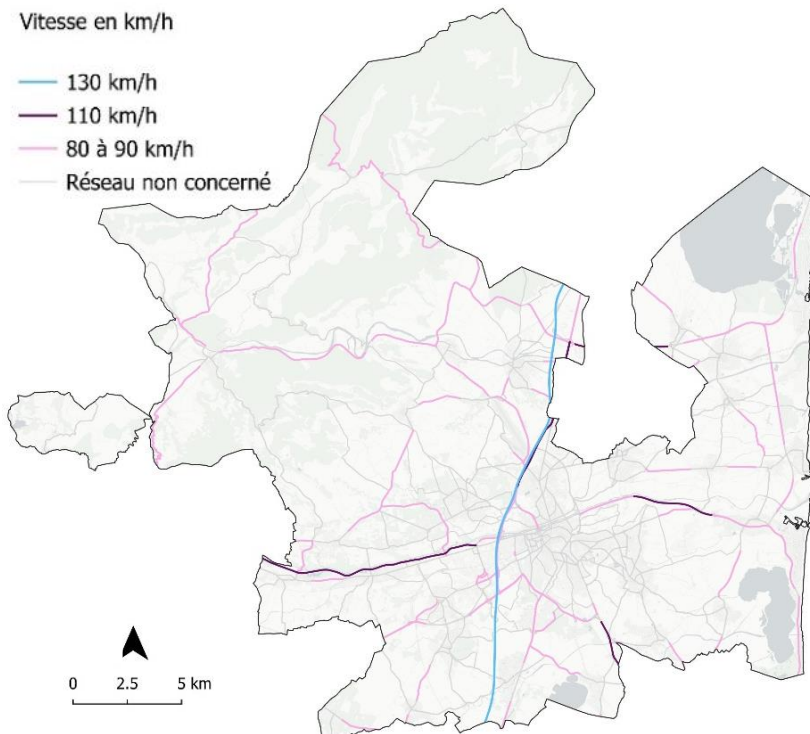 Vitesse en km/h
130 km/h
110 km/h
80 à 90 km/h
Réseau non concerné
0 2.5 5 km